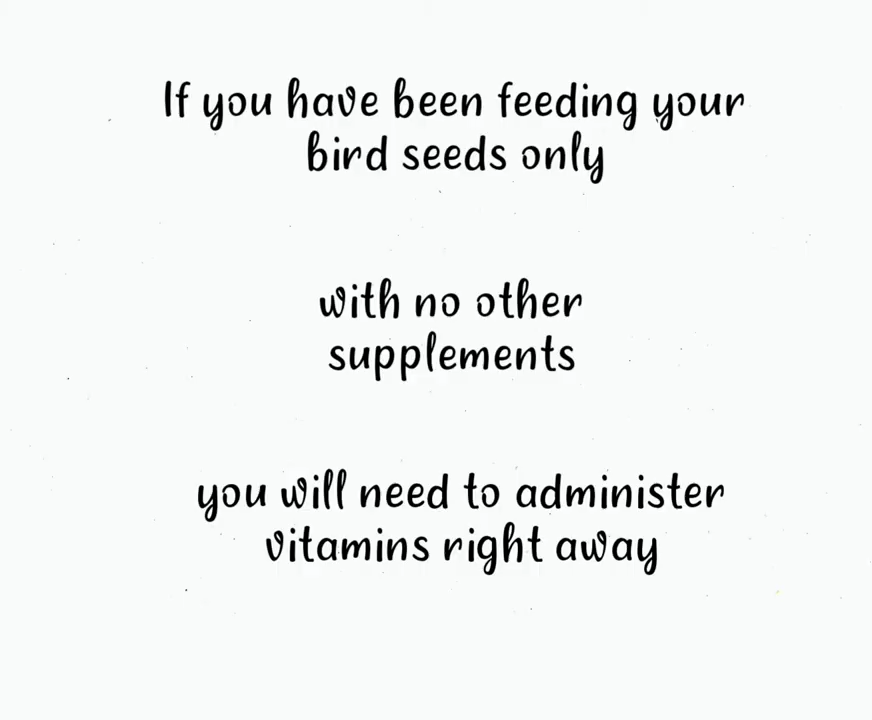 If you have been feeding your
bird seeds only
with no other
supplements
you will need to administer
vitamins right away